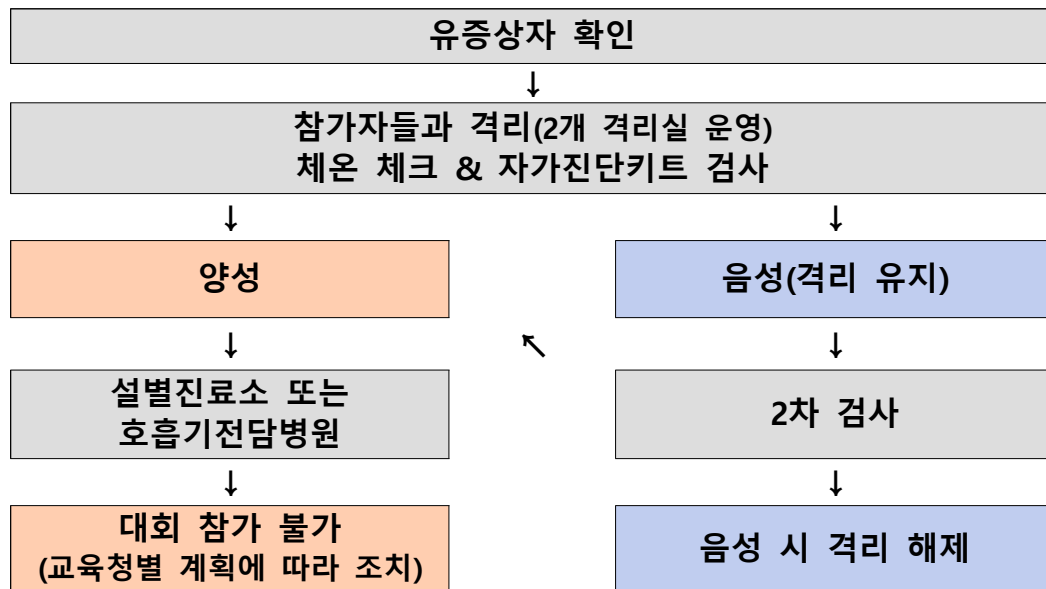 유증상자 확인
↓
참가자들과 격리(2개 격리실 운영)
체온 체크 & 자가진단키트 검사
↓ ↓
양성 음성(격리 유지)
↓ ↖ ↓
설별진료소 또는
호흡기전담병원
2차 검사
↓ ↓
대회 참가 불가
(교육청별 계획에 따라 조치)
음성 시 격리 해제